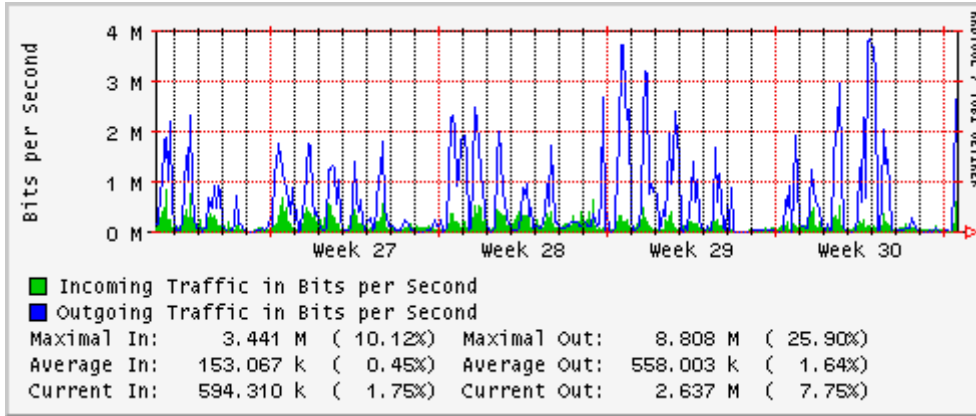 4 M
3 M
2 M
1 M
0 M
Bits per Second
Week 27 Week 28 Week 29 Week 30
Incoming Traffic in Bits per Second
Outgoing Traffic in Bits per Second
Maximal In: 3.441 M ( 10.12%) Maximal Out: 8.808 M ( 25.90%)
Average In: 153.067 k ( 0.45%) Average Out: 558.003 k ( 1.64%)
Current In: 594.310 k ( 1.75%) Current Out: 2.637 M ( 7.75%)